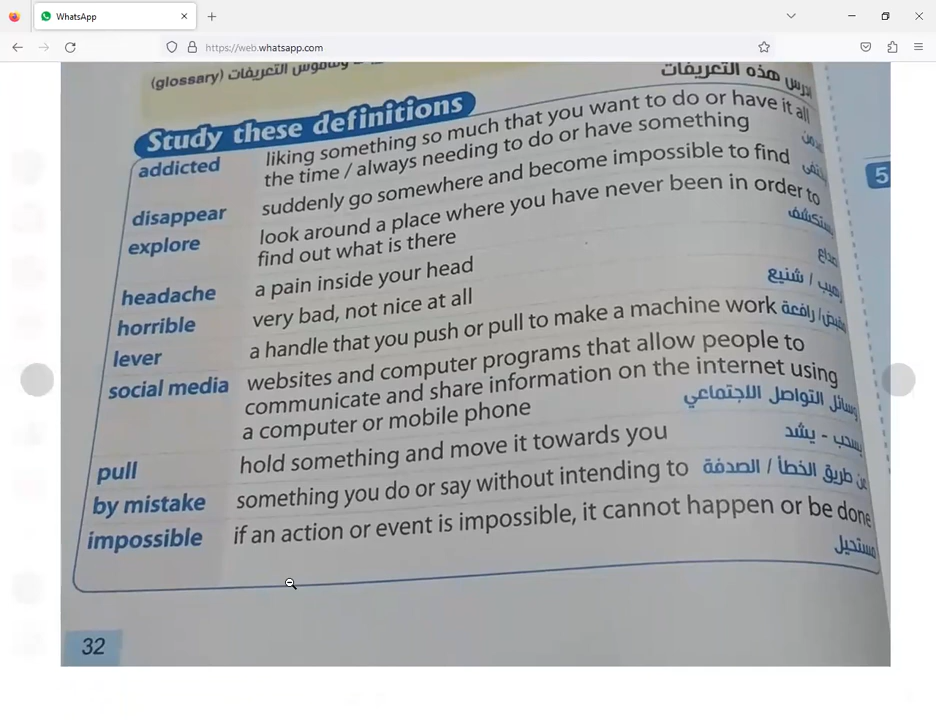 WhatsApp
https://web.whatsapp.com
وقاموس التعريفات (glossary)
ادرس هذه التعريفات
Study these definitions
addicted liking something so much that you want to do or have it all
the time / always needing to do or have something
disappear suddenly go somewhere and become impossible to find
explore look around a place where you have never been in order to
find out what is there
headache a pain inside your head
horrible very bad, not nice at all
lever a handle that you push or pull to make a machine work
social media websites and computer programs that allow people to
communicate and share information on the internet using
a computer or mobile phone
وسائل التواصل الاجتماعي
pull hold something and move it towards you
يسحب - يشد
by mistake something you do or say without intending to عن طريق الخطأ / الصدفة
impossible if an action or event is impossible, it cannot happen or be done
مستحيل
32
5